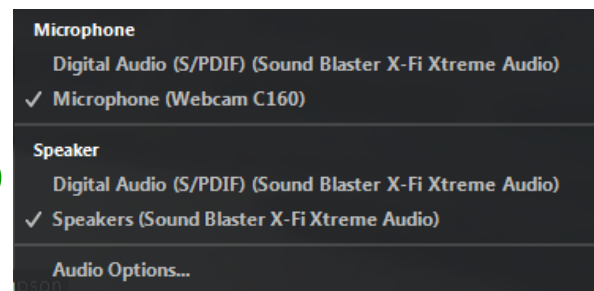 Microphone
Digital Audio (S/PDIF) (Sound Blaster X-Fi Xtreme Audio)
✓ Microphone (Webcam C160)
Speaker
Digital Audio (S/PDIF) (Sound Blaster X-Fi Xtreme Audio)
✓ Speakers (Sound Blaster X-Fi Xtreme Audio)
Audio Options...